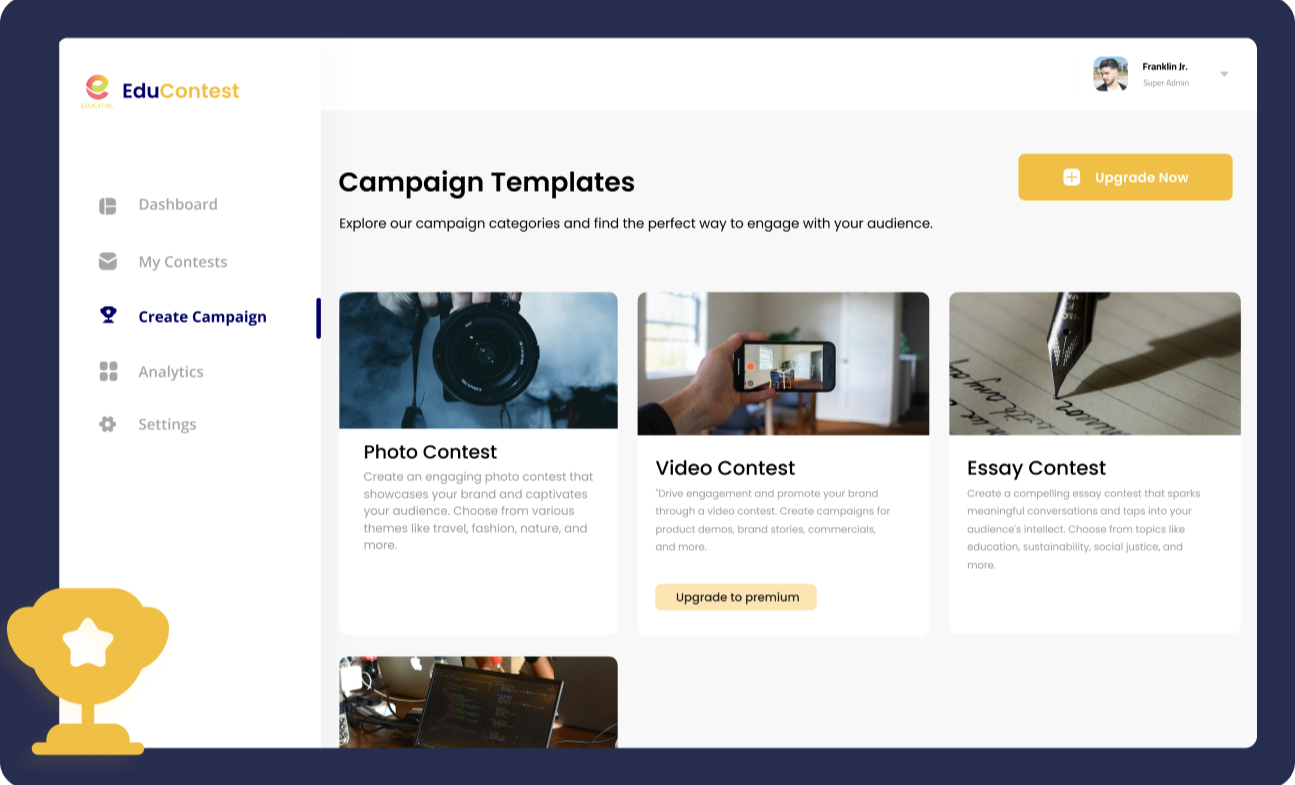 EduContest
EDUCATIAL
Franklin Jr.
Super Admin
Dashboard
My Contests
Create Campaign
Analytics
Settings
Campaign Templates
Upgrade Now
Explore our campaign categories and find the perfect way to engage with your audience.
Photo Contest
Create an engaging photo contest that
showcases your brand and captivates
your audience. Choose from various
themes like travel, fashion, nature, and
more.
Video Contest
"Drive engagement and promote your brand
through a video contest. Create campaigns for
product demos, brand stories, commercials,
and more.
Upgrade to premium
Essay Contest
Create a compelling essay contest that sparks
meaningful conversations and taps into your
audience's intellect. Choose from topics like
education, sustainability, social justice, and
more.